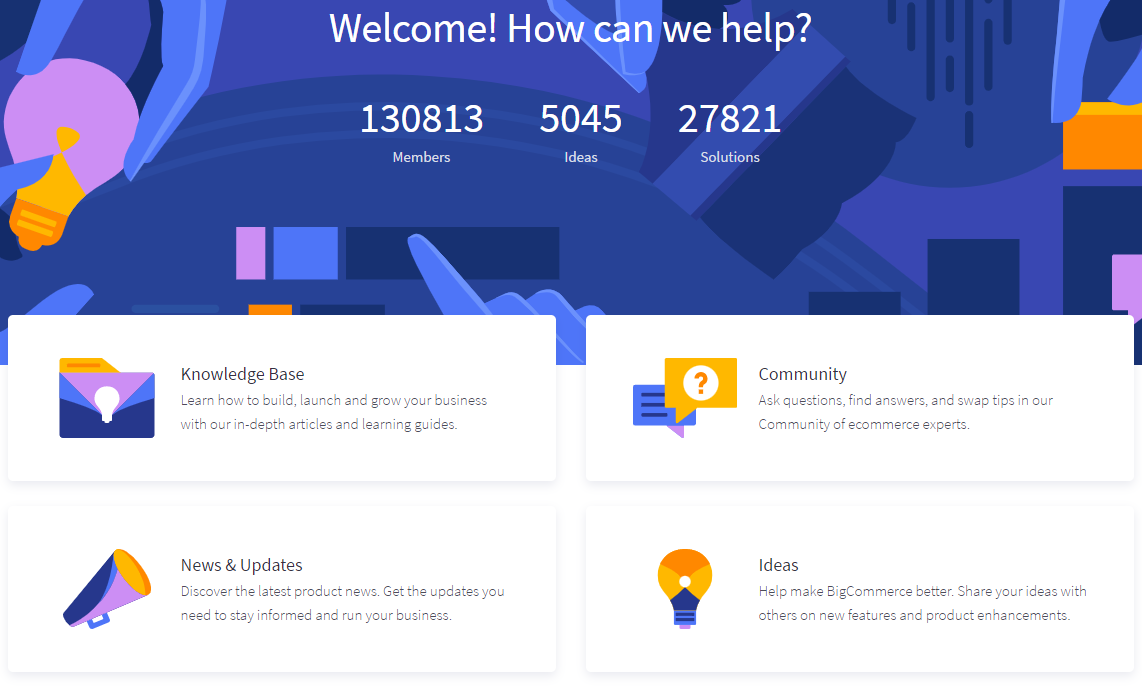 Welcome! How can we help?
130813 5045 27821
Members Ideas Solutions
Knowledge Base
Learn how to build, launch and grow your business
with our in-depth articles and learning guides.
?
Community
Ask questions, find answers, and swap tips in our
Community of ecommerce experts.
News & Updates
Discover the latest product news. Get the updates you
need to stay informed and run your business.
Ideas
Help make BigCommerce better. Share your ideas with
others on new features and product enhancements.